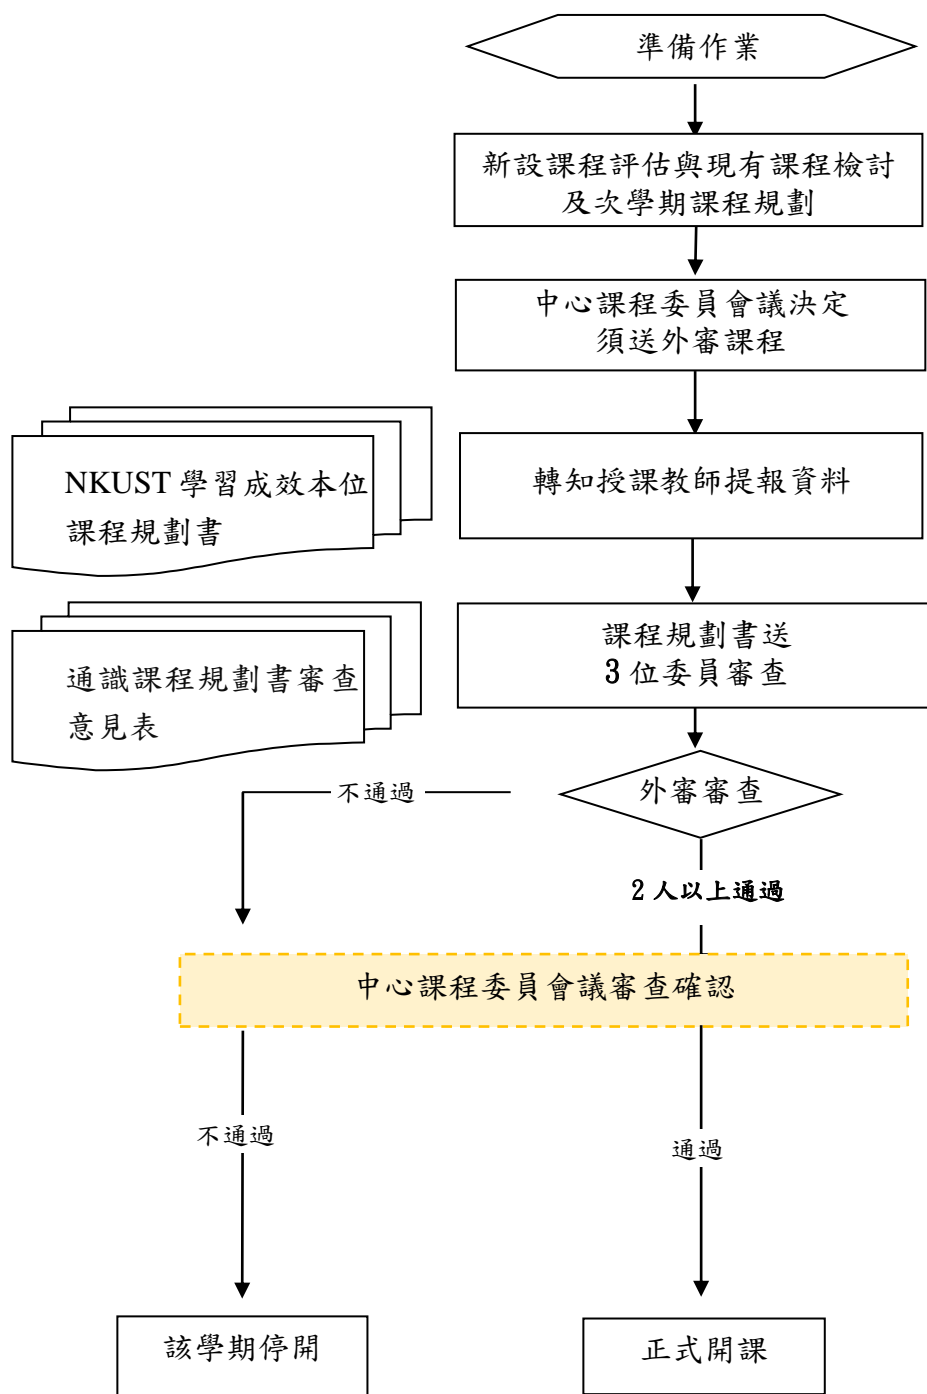 準備作業
新設課程評估與現有課程檢討
及次學期課程規劃
中心課程委員會議決定
須送外審課程
NKUST 學習成效本位
課程規劃書
轉知授課教師提報資料
通識課程規劃書審查
意見表
課程規劃書送
3 位委員審查
不通過
外審審查
2 人以上通過
中心課程委員會議審查確認
不通過
通過
該學期停開
正式開課